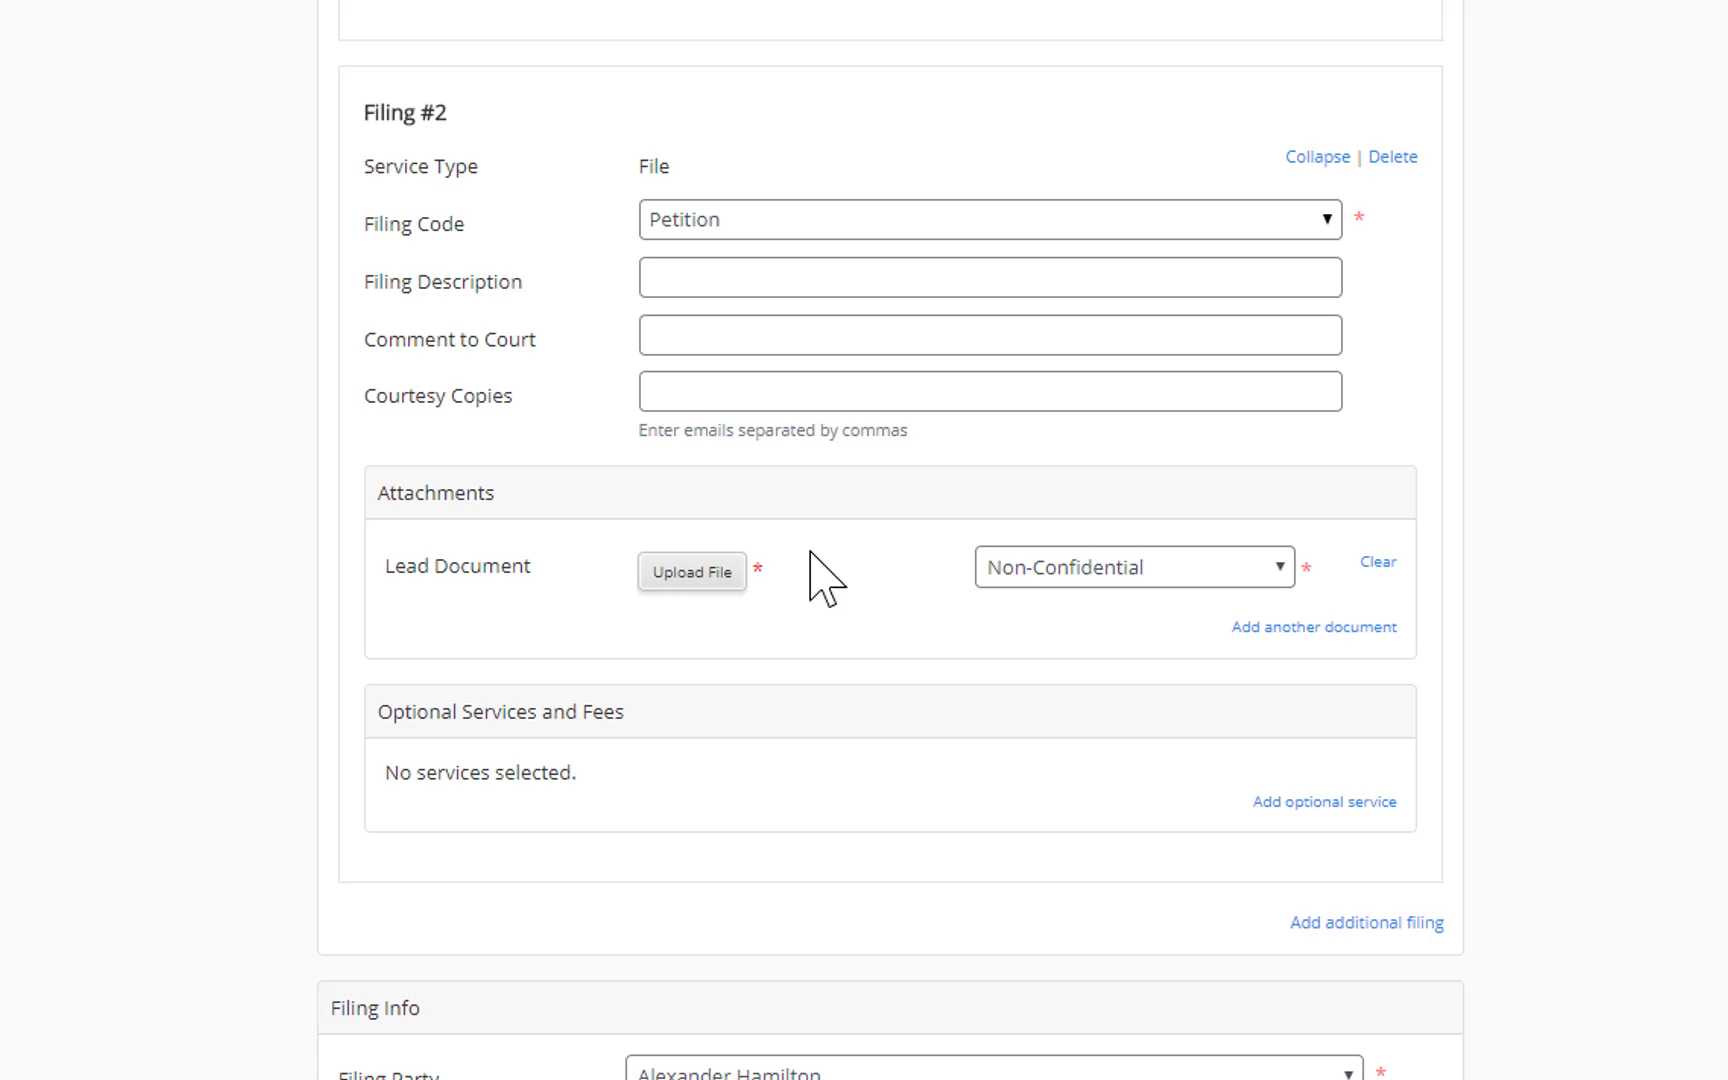 Filing #2
Service Type File Collapse | Delete
Filing Code Petition ▼ *
Filing Description
Comment to Court
Courtesy Copies
Enter emails separated by commas
Attachments
Lead Document Upload File * Non-Confidential ▼ * Clear
Add another document
Optional Services and Fees
No services selected.
Add optional service
Add additional filing
Filing Info
Filing Party Alexander Hamilton ▼ *